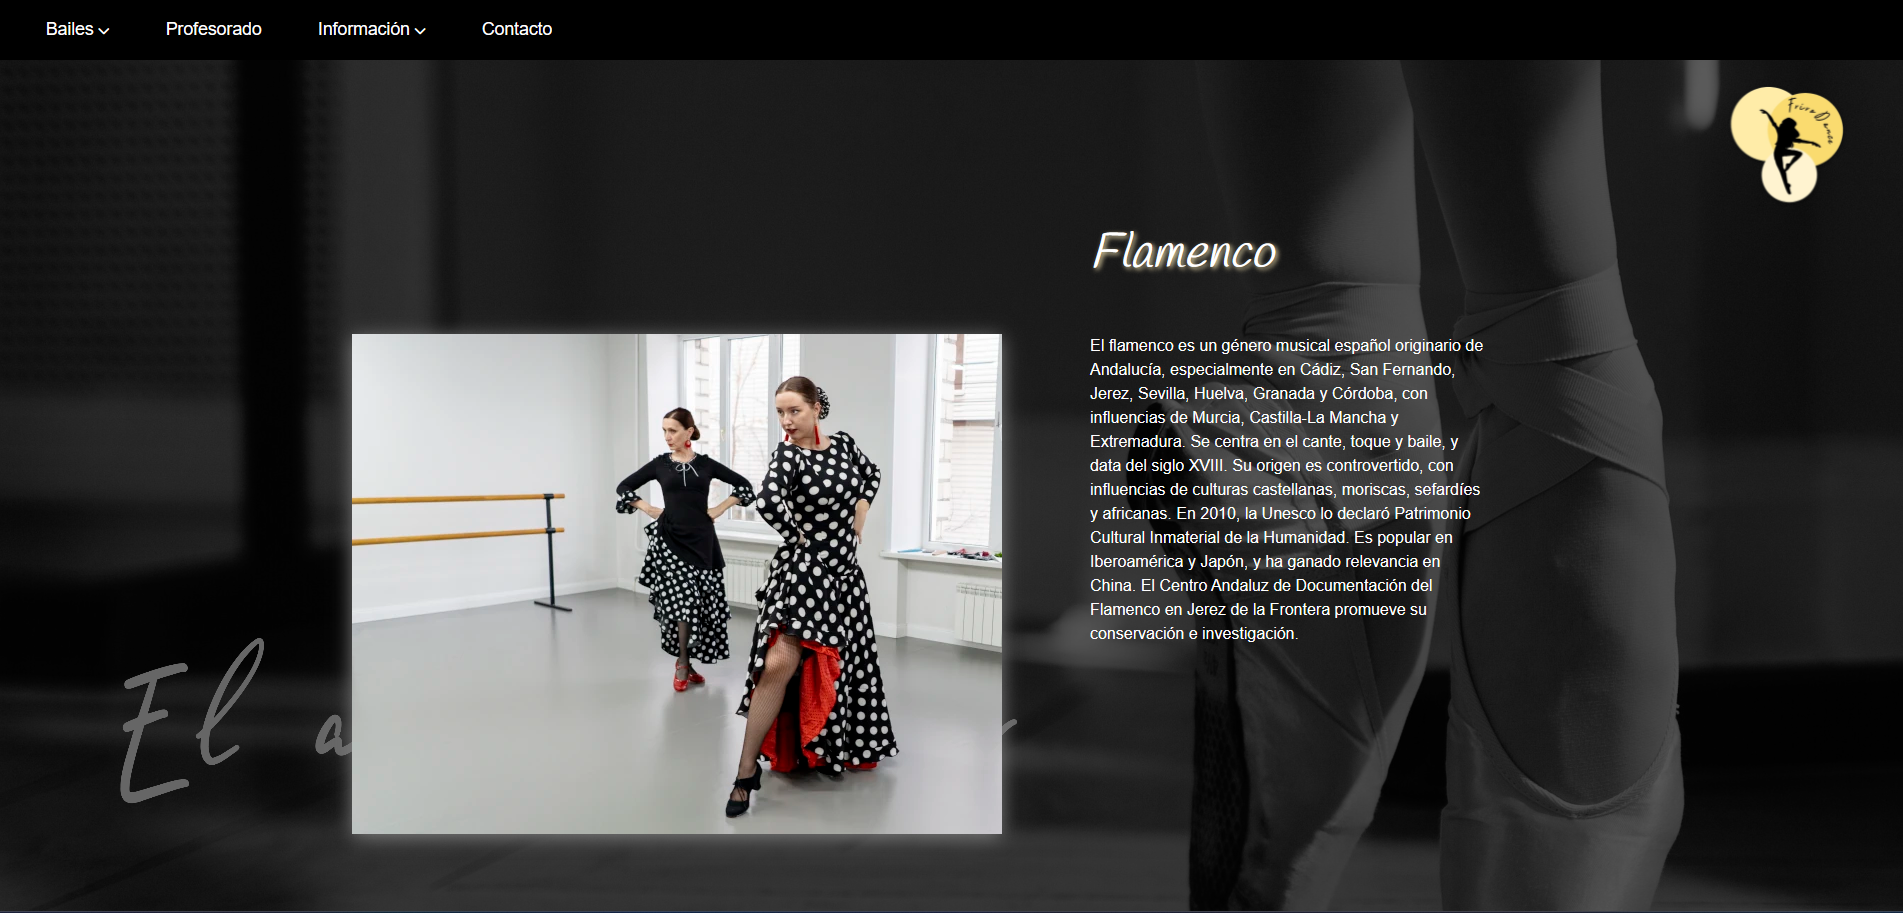 Bailes
Profesorado
Información
Contacto
Dance
Flamenco
El flamenco es un género musical español originario de
Andalucía, especialmente en Cádiz, San Fernando,
Jerez, Sevilla, Huelva, Granada y Córdoba, con
influencias de Murcia, Castilla-La Mancha y
Extremadura. Se centra en el cante, toque y baile, y
data del siglo XVIII. Su origen es controvertido, con
influencias de culturas castellanas, moriscas, sefardíes
y africanas. En 2010, la Unesco lo declaró Patrimonio
Cultural Inmaterial de la Humanidad. Es popular en
Iberoamérica y Japón, y ha ganado relevancia en
China. El Centro Andaluz de Documentación del
Flamenco en Jerez de la Frontera promueve su
conservación e investigación.
El a